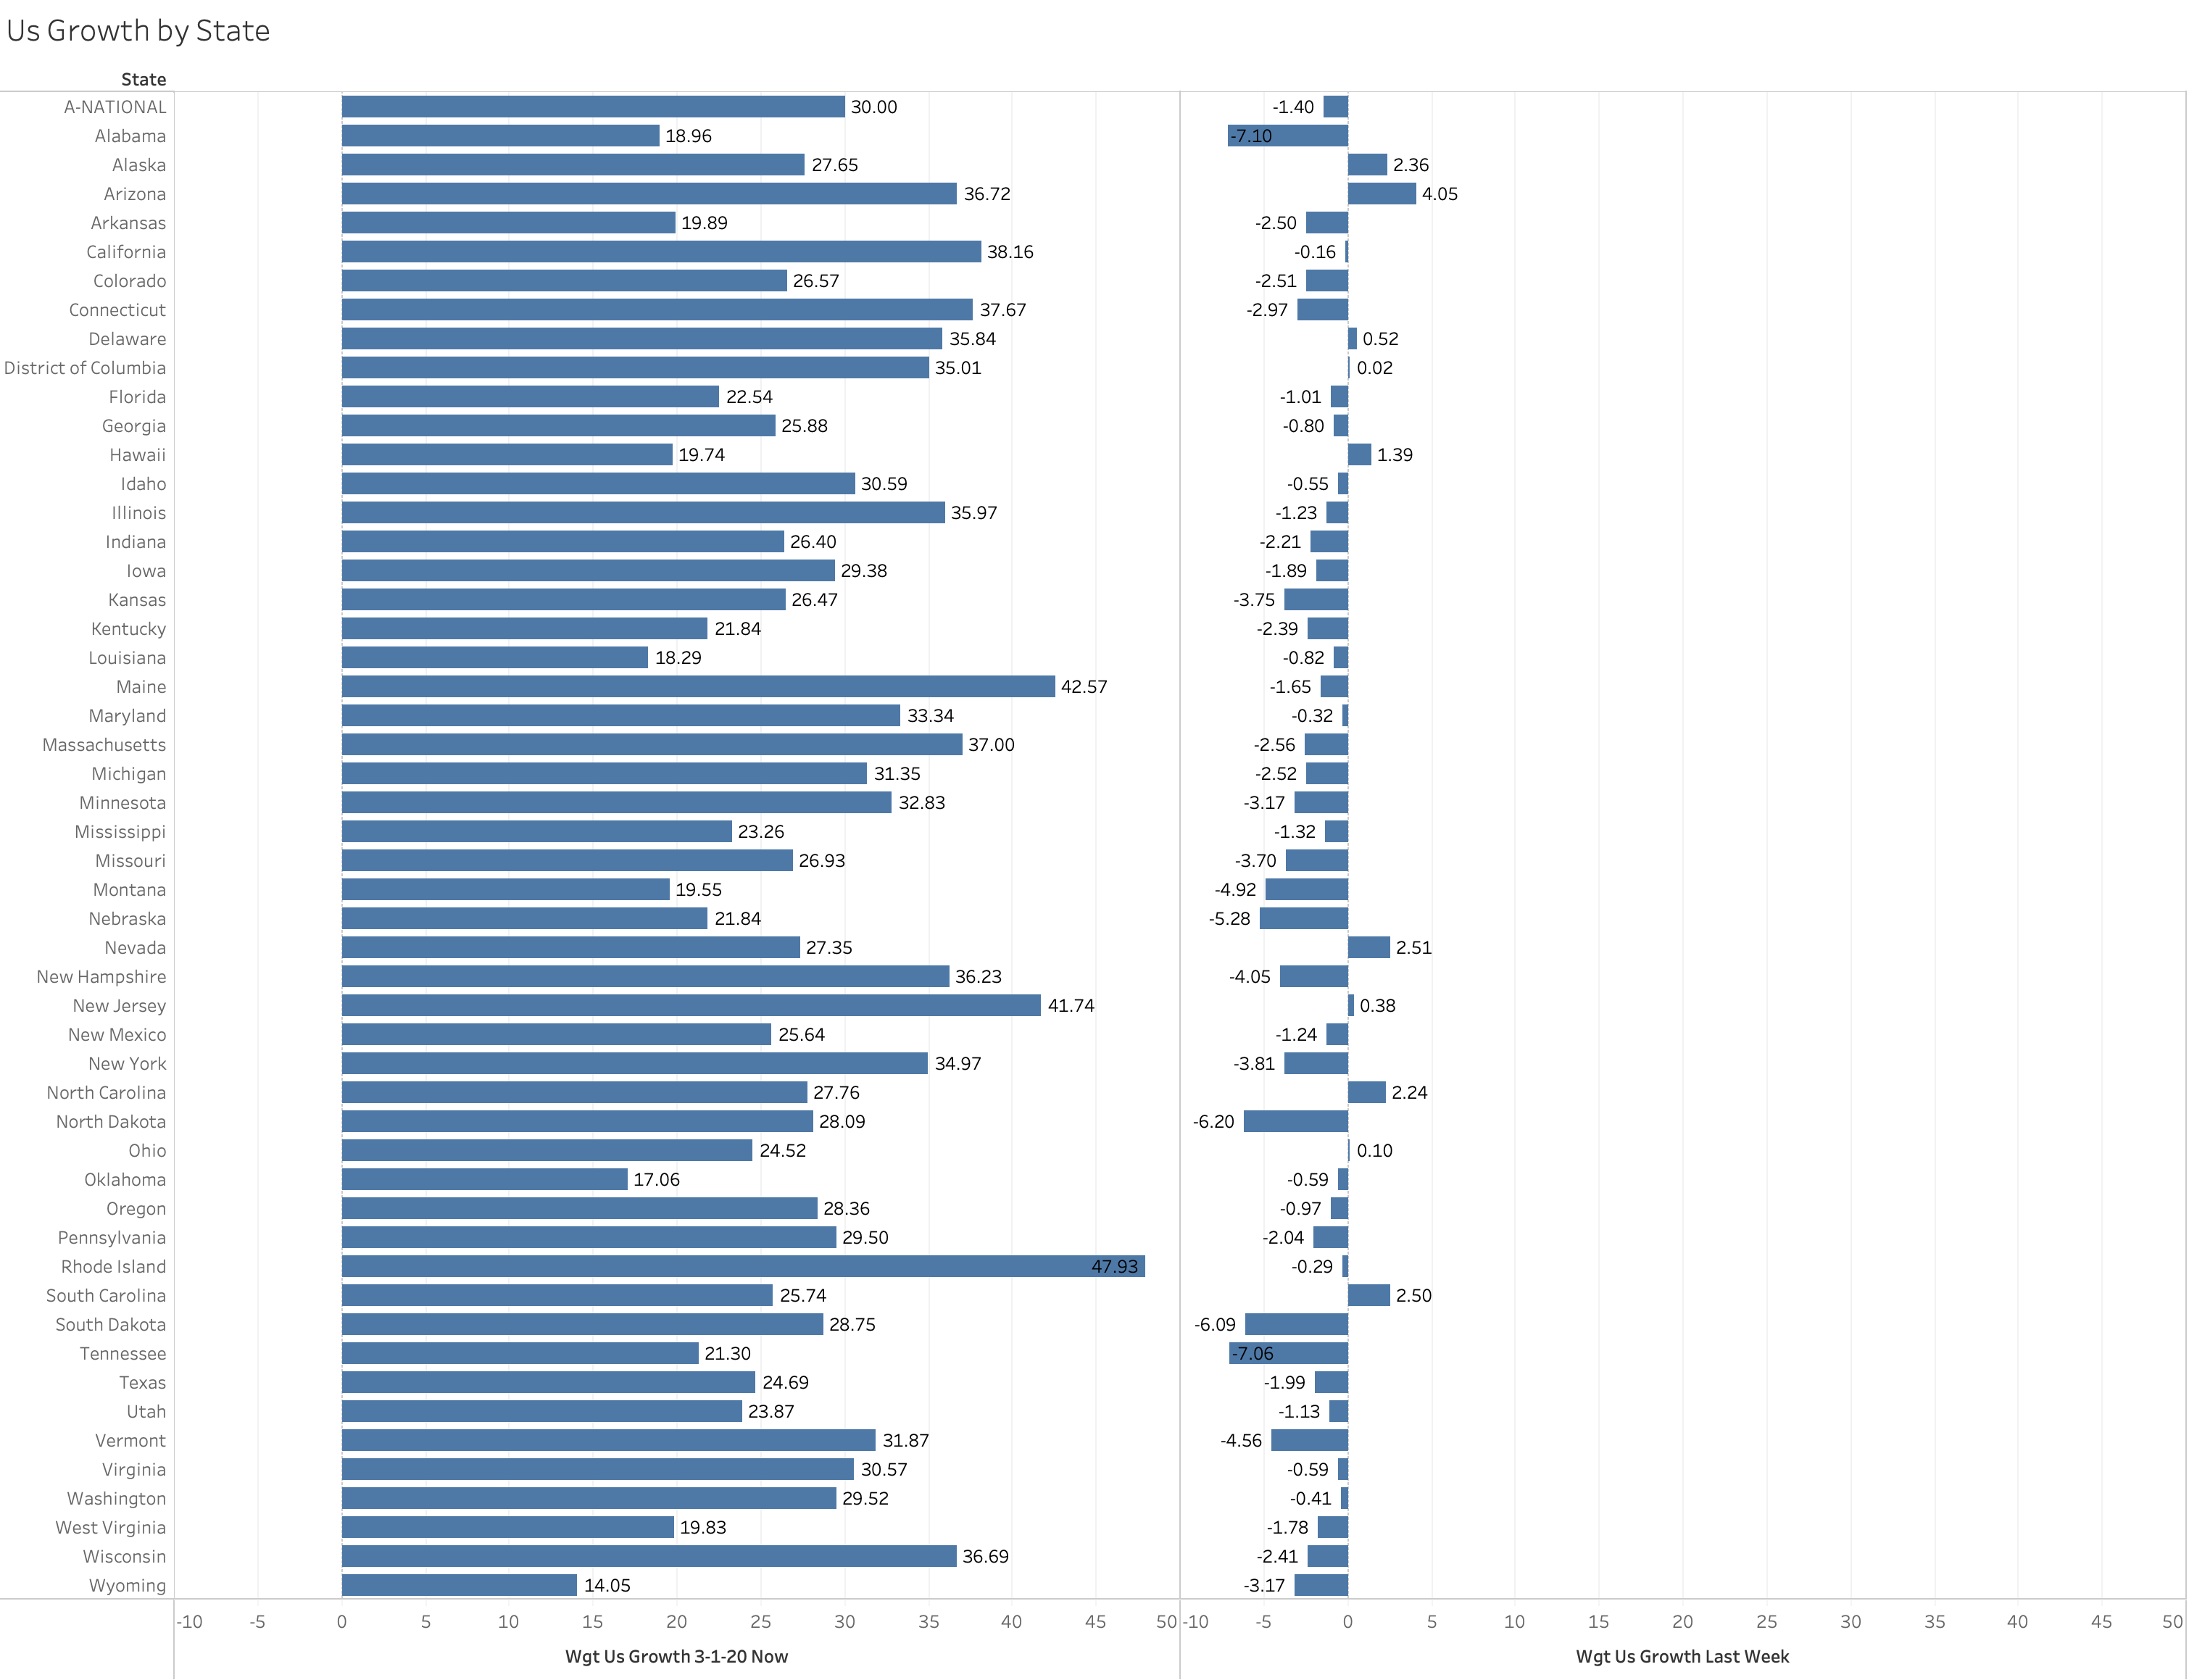 Us Growth by State
State
A-NATIONAL 30.00 -1.40
Alabama 18.96 -7.10
Alaska 27.65 2.36
Arizona 36.72 4.05
Arkansas 19.89 -2.50
California 38.16 -0.16
Colorado 26.57 -2.51
Connecticut 37.67 -2.97
Delaware 35.84 0.52
District of Columbia 35.01 0.02
Florida 22.54 -1.01
Georgia 25.88 -0.80
Hawaii 19.74 1.39
Idaho 30.59 -0.55
Illinois 35.97 -1.23
Indiana 26.40 -2.21
Iowa 29.38 -1.89
Kansas 26.47 -3.75
Kentucky 21.84 -2.39
Louisiana 18.29 -0.82
Maine 42.57 -1.65
Maryland 33.34 -0.32
Massachusetts 37.00 -2.56
Michigan 31.35 -2.52
Minnesota 32.83 -3.17
Mississippi 23.26 -1.32
Missouri 26.93 -3.70
Montana 19.55 -4.92
Nebraska 21.84 -5.28
Nevada 27.35 2.51
New Hampshire 36.23 -4.05
New Jersey 41.74 0.38
New Mexico 25.64 -1.24
New York 34.97 -3.81
North Carolina 27.76 2.24
North Dakota 28.09 -6.20
Ohio 24.52 0.10
Oklahoma 17.06 -0.59
Oregon 28.36 -0.97
Pennsylvania 29.50 -2.04
Rhode Island 47.93 -0.29
South Carolina 25.74 2.50
South Dakota 28.75 -6.09
Tennessee 21.30 -7.06
Texas 24.69 -1.99
Utah 23.87 -1.13
Vermont 31.87 -4.56
Virginia 30.57 -0.59
Washington 29.52 -0.41
West Virginia 19.83 -1.78
Wisconsin 36.69 -2.41
Wyoming 14.05 -3.17
-10 -5 0 5 10 15 20 25 30 35 40 45 50 -10 -5 0 5 10 15 20 25 30 35 40 45 50
Wgt Us Growth 3-1-20 Now Wgt Us Growth Last Week